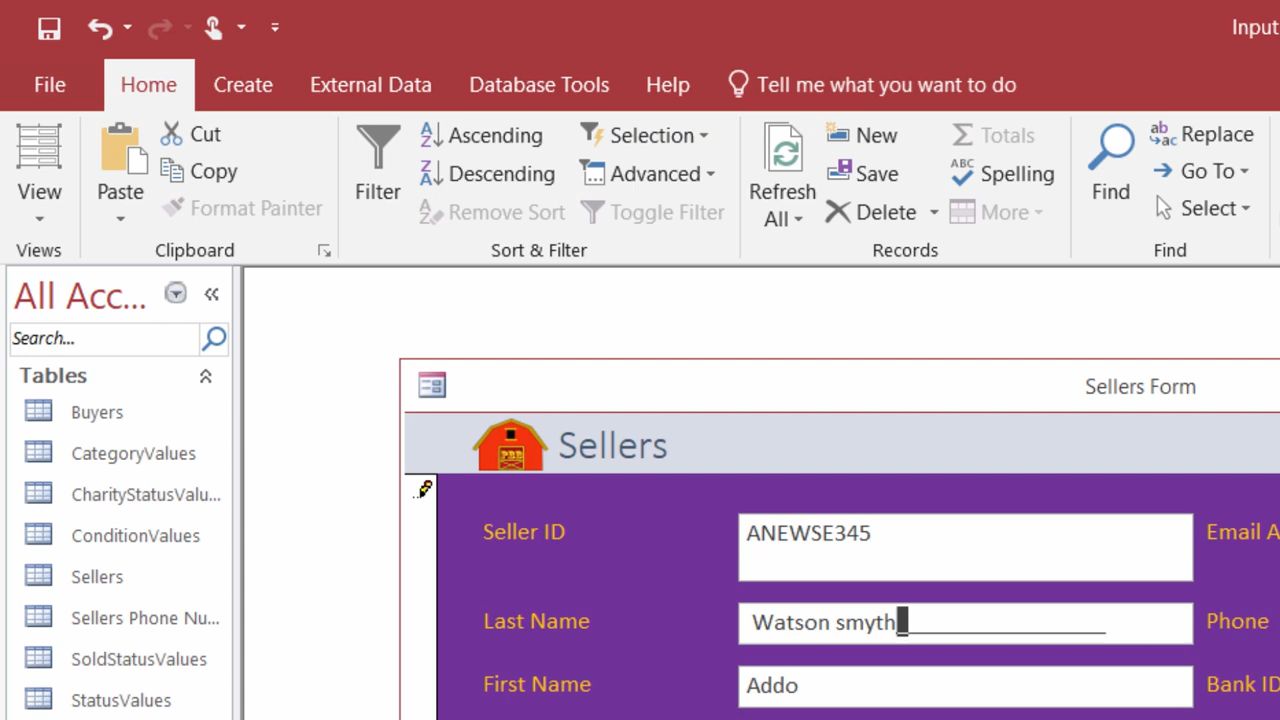 Input
File Home Create External Data Database Tools Help Tell me what you want to do
View
Views
Paste
Cut
Copy
Format Painter
Clipboard
Filter
Ascending
Descending
Remove Sort
Selection
Advanced
Toggle Filter
Sort & Filter
Refresh
All
New
Save
Delete
Totals
Spelling
More
Records
Find
Replace
Go To
Select
Find
All Acc...
Search...
Tables
Buyers
CategoryValues
CharityStatusValu...
ConditionValues
Sellers
Sellers Phone Nu...
SoldStatusValues
StatusValues
Sellers Form
Sellers
Seller ID ANEWSE345 Email A
Last Name Watson smyth Phone
First Name Addo Bank ID